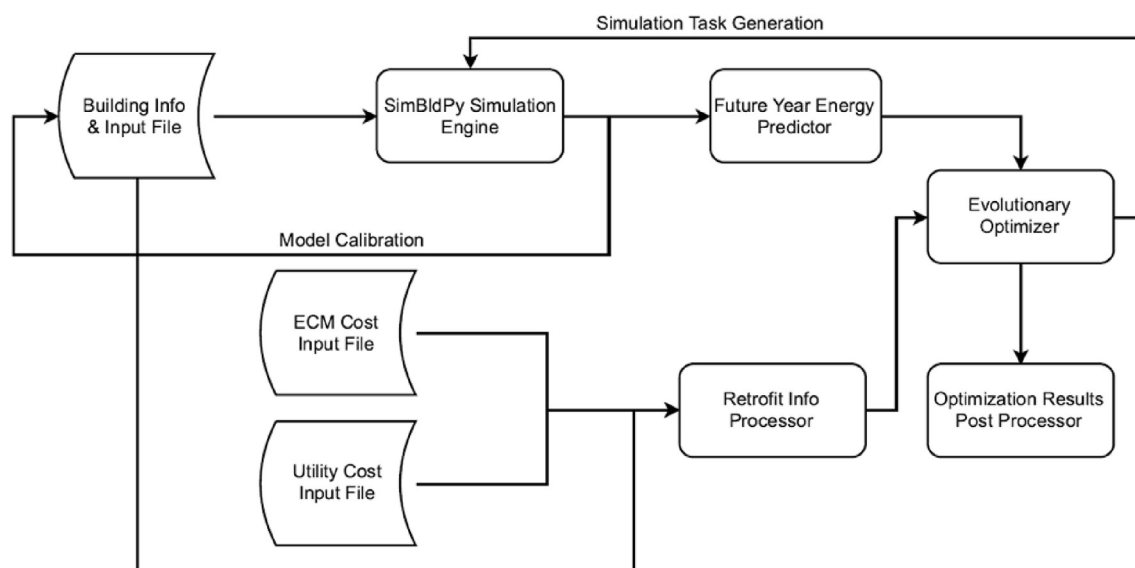 Simulation Task Generation
Building Info
& Input File
SimBldPy Simulation
Engine
Future Year Energy
Predictor
Evolutionary
Optimizer
Model Calibration
ECM Cost
Input File
Retrofit Info
Processor
Optimization Results
Post Processor
Utility Cost
Input File